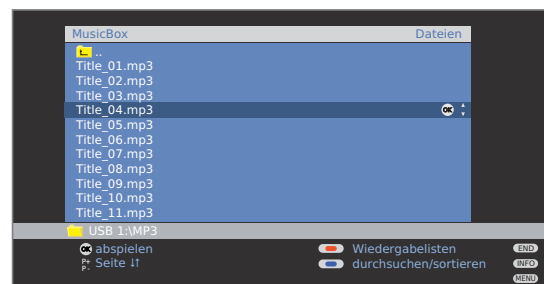 MusicBox Dateien
..
Title_01.mp3
Title_02.mp3
Title_03.mp3
Title_04.mp3 OK
Title_05.mp3
Title_06.mp3
Title_07.mp3
Title_08.mp3
Title_09.mp3
Title_10.mp3
Title_11.mp3
USB 1:\MP3
OK abspielen Wiedergabelisten END
P+ P- Seite ↓↑ durchsuchen/sortieren INFO
MENU